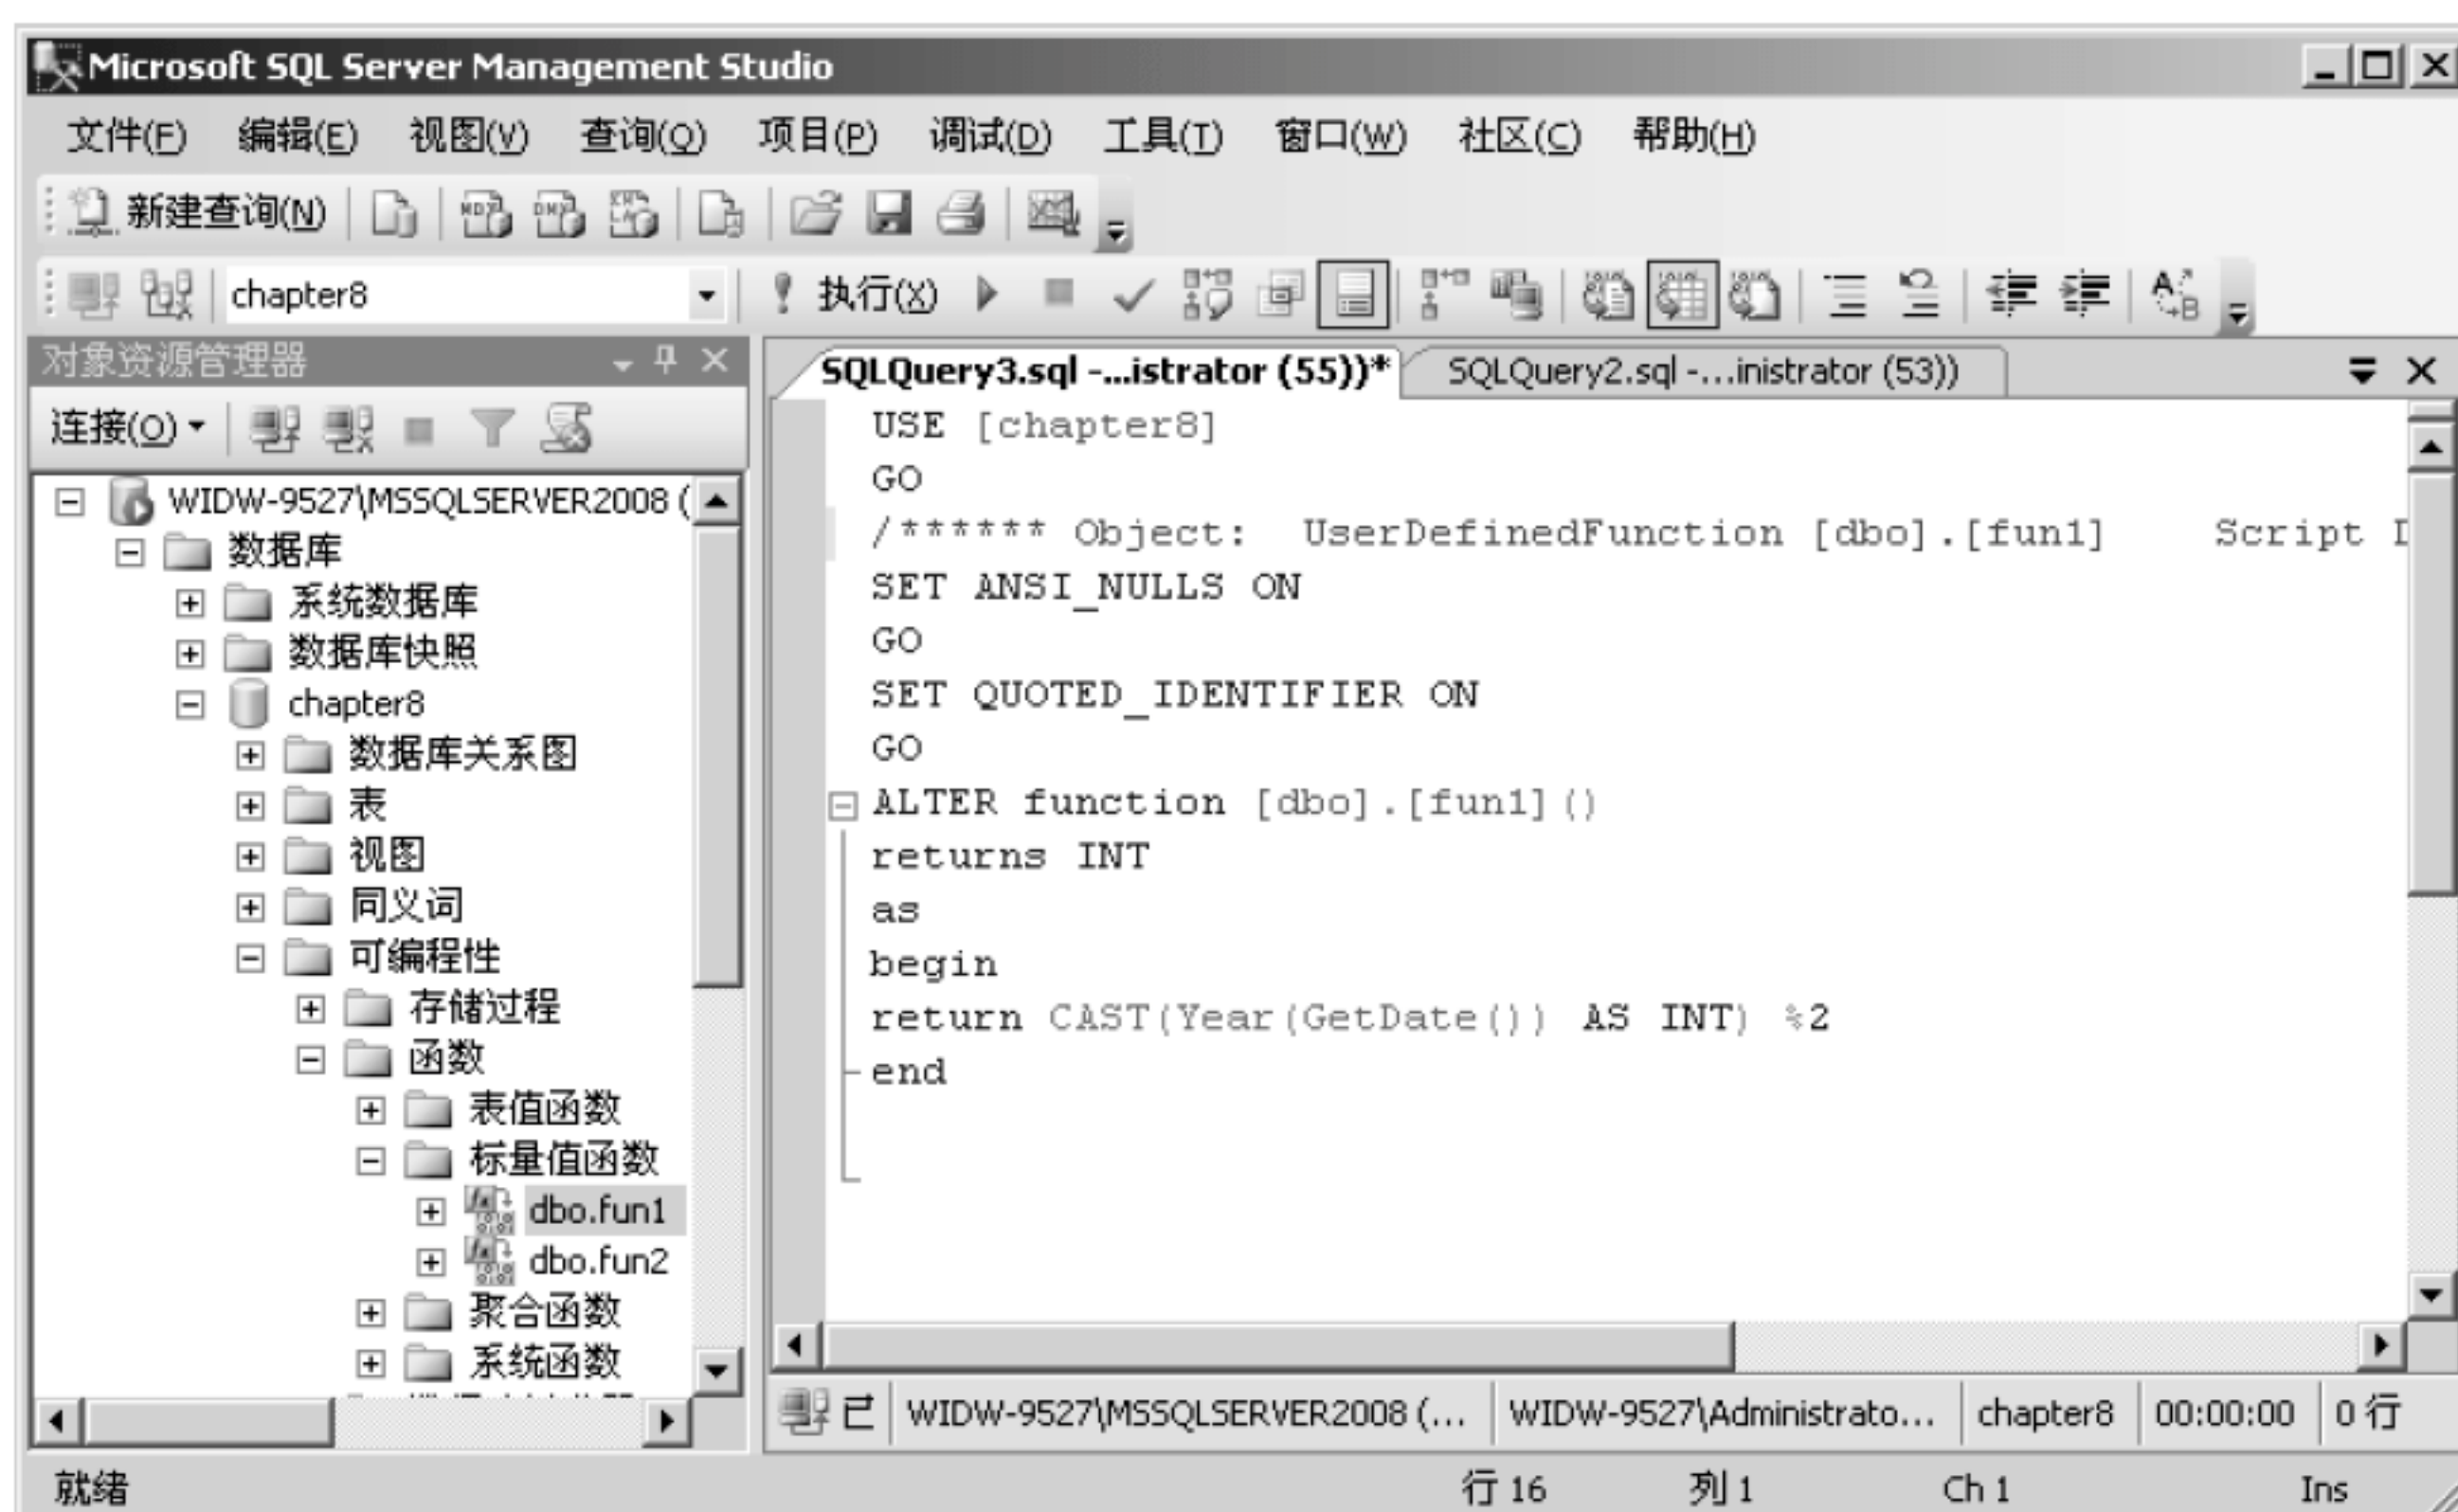 Microsoft SQL Server Management Studio
文件(F) 编辑(E) 视图(V) 查询(Q) 项目(P) 调试(D) 工具(T) 窗口(W) 社区(C) 帮助(H)
新建查询(N)
chapter8 执行(X)
对象资源管理器
连接(O)
WIDW-9527\MSSQLSERVER2008 (
数据库
系统数据库
数据库快照
chapter8
数据库关系图
表
视图
同义词
可编程性
存储过程
函数
表值函数
标量值函数
dbo.fun1
dbo.fun2
聚合函数
系统函数
SQLQuery3.sql -...istrator (55))* SQLQuery2.sql -...inistrator (53))
USE [chapter8]
GO
/****** Object:  UserDefinedFunction [dbo].[fun1]    Script
SET ANSI_NULLS ON
GO
SET QUOTED_IDENTIFIER ON
GO
ALTER function [dbo].[fun1]()
returns INT
as
begin
return CAST(Year(GetDate()) AS INT) %2
end
已 WIDW-9527\MSSQLSERVER2008 (... WIDW-9527\Administrato... chapter8 00:00:00 0 行
就绪 行 16 列 1 Ch 1 Ins